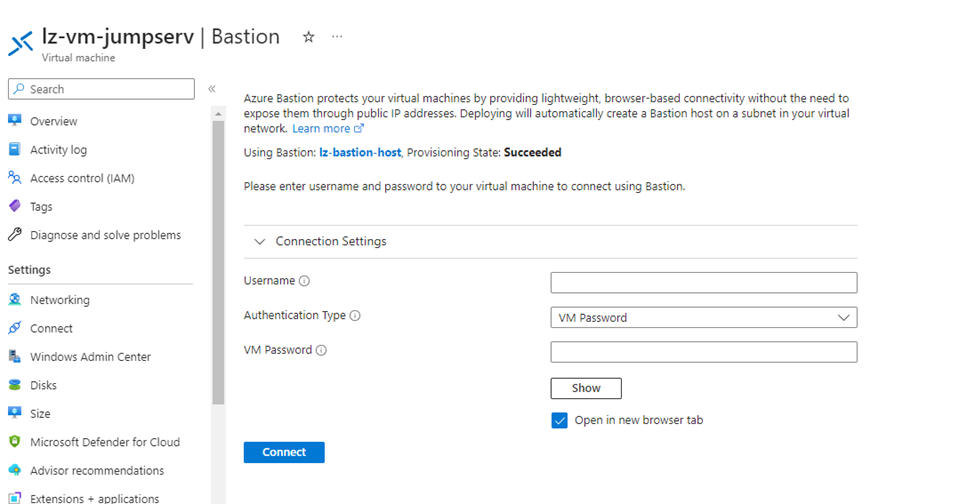 lz-vm-jumpserv | Bastion
Virtual machine
Search
Overview
Activity log
Access control (IAM)
Tags
Diagnose and solve problems
Settings
Networking
Connect
Windows Admin Center
Disks
Size
Microsoft Defender for Cloud
Advisor recommendations
Extensions + applications
Azure Bastion protects your virtual machines by providing lightweight, browser-based connectivity without the need to
expose them through public IP addresses. Deploying will automatically create a Bastion host on a subnet in your virtual
network. Learn more
Using Bastion: lz-bastion-host, Provisioning State: Succeeded
Please enter username and password to your virtual machine to connect using Bastion.
Connection Settings
Username
Authentication Type
VM Password
VM Password
Show
Open in new browser tab
Connect